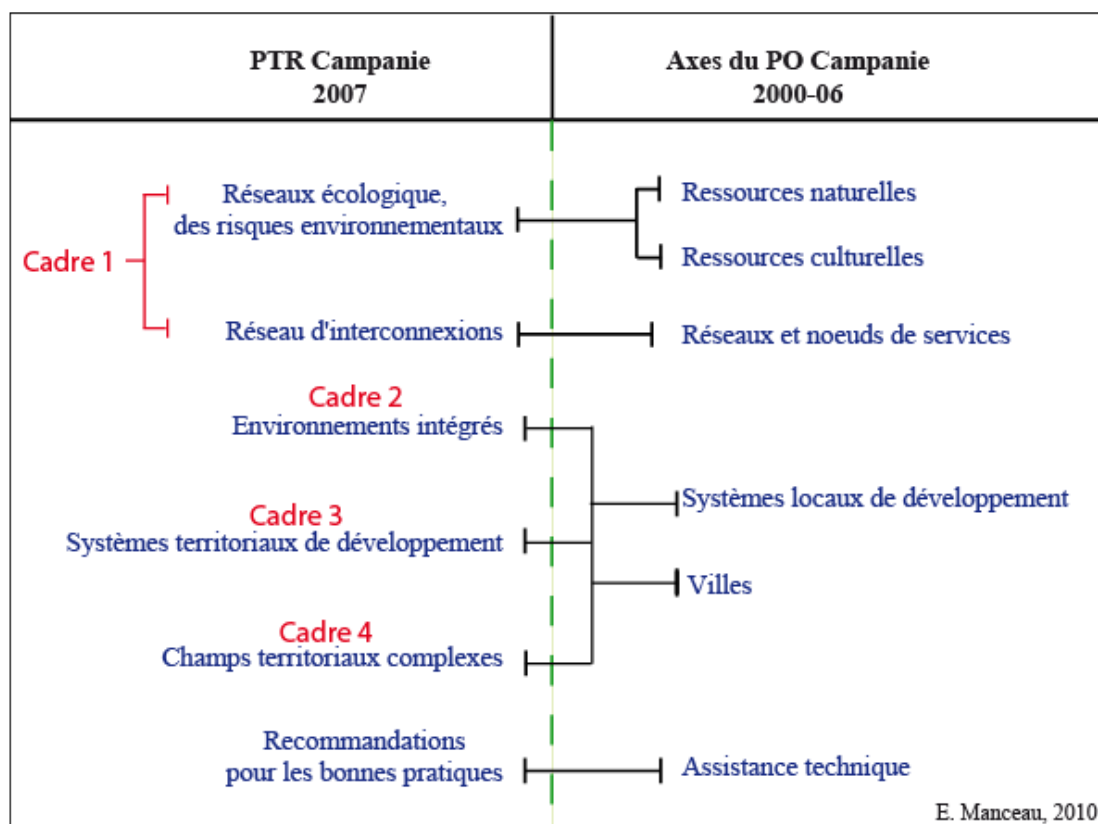 PTR Campanie
2007
Axes du PO Campanie
2000-06
Réseaux écologique,
des risques environnementaux
Ressources naturelles
Cadre 1
Ressources culturelles
Réseau d'interconnexions
Réseaux et noeuds de services
Cadre 2
Environnements intégrés
Systèmes locaux de développement
Cadre 3
Systèmes territoriaux de développement
Villes
Cadre 4
Champs territoriaux complexes
Recommandations
pour les bonnes pratiques
Assistance technique
E. Manceau, 2010